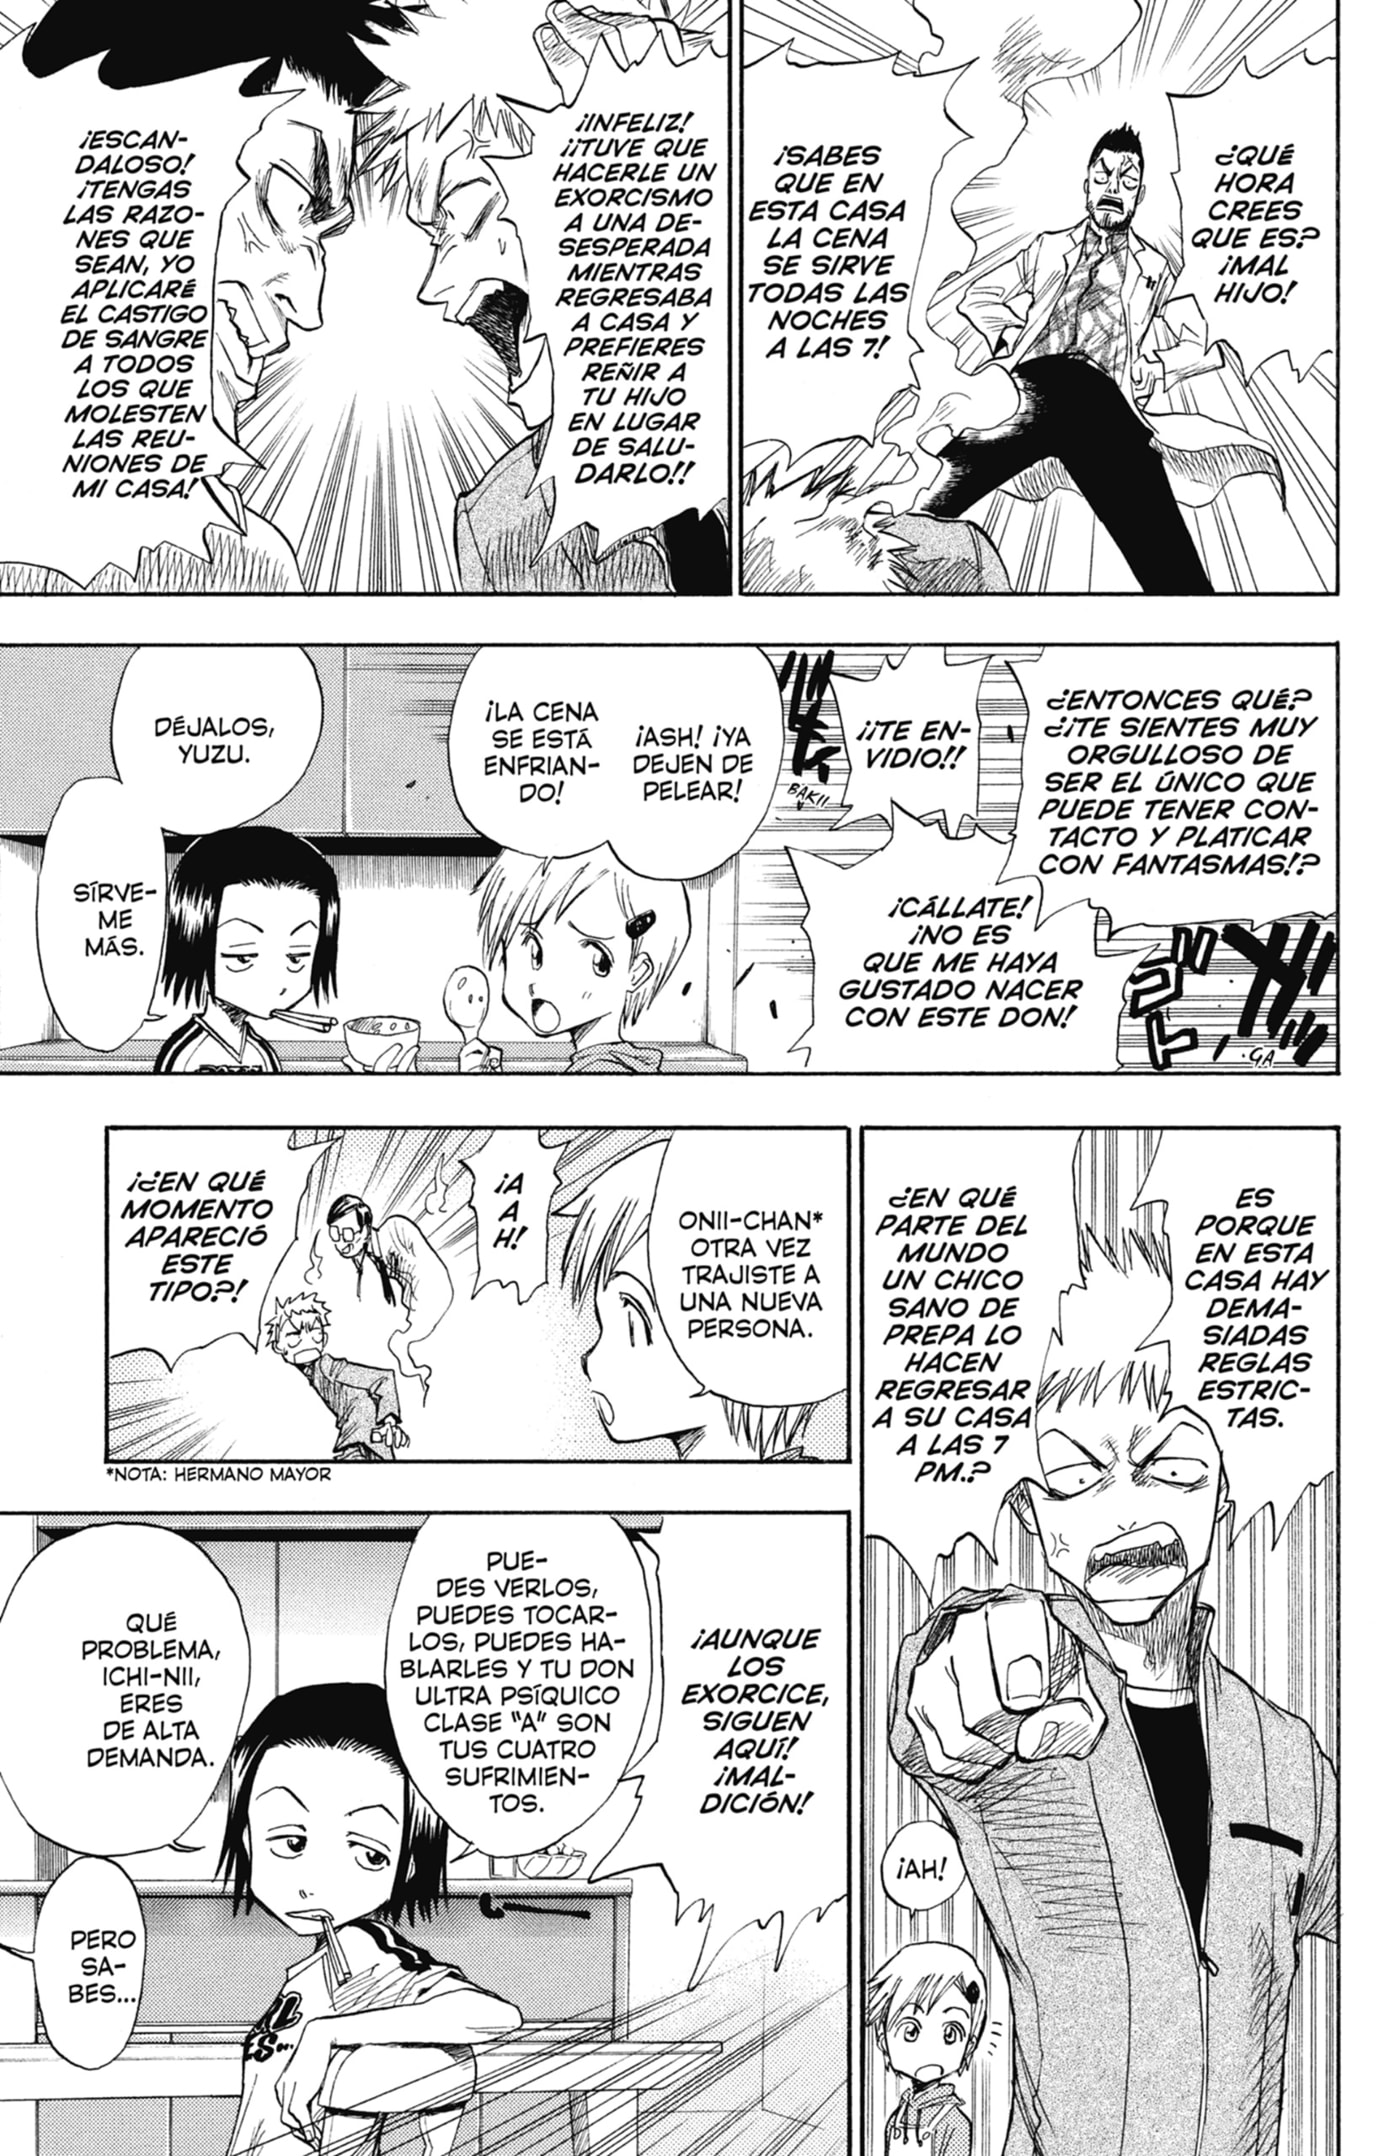 ¿QUÉ
HORA
CREES
QUE ES?
¡MAL
HIJO!
¡SABES
QUE EN
ESTA CASA
LA CENA
SE SIRVE
TODAS LAS
NOCHES
A LAS 7!
¡INFELIZ!
¡¡TUVE QUE
HACERLE UN
EXORCISMO
A UNA DE-
SESPERADA
MIENTRAS
REGRESABA
A CASA Y
PREFIERES
REÑIR A
TU HIJO
EN LUGAR
DE SALU-
DARLO!!
¡ESCAN-
DALOSO!
¡TENGAS
LAS RAZO-
NES QUE
SEAN, YO
APLICARÉ
EL CASTIGO
DE SANGRE
A TODOS
LOS QUE
MOLESTEN
LAS REU-
NIONES DE
MI CASA!
¿ENTONCES QUÉ?
¿¡TE SIENTES MUY
ORGULLOSO DE
SER EL ÚNICO QUE
PUEDE TENER CON-
TACTO Y PLATICAR
CON FANTASMAS!?
¡¡TE EN-
VIDIO!!
¡CÁLLATE!
¡NO ES
QUE ME HAYA
GUSTADO NACER
CON ESTE DON!
GA
BAKII
¡ASH! ¡YA
DEJEN DE
PELEAR!
¡LA CENA
SE ESTÁ
ENFRIAN-
DO!
DÉJALOS,
YUZU.
SÍRVE-
ME
MÁS.
ES
PORQUE
EN ESTA
CASA HAY
DEMA-
SIADAS
REGLAS
ESTRIC-
TAS.
¿EN QUÉ
PARTE DEL
MUNDO
UN CHICO
SANO DE
PREPA LO
HACEN
REGRESAR
A SU CASA
A LAS 7
PM.?
¡AH!
ONII-CHAN*
OTRA VEZ
TRAJISTE A
UNA NUEVA
PERSONA.
¡A
A
H!
¡¿EN QUÉ
MOMENTO
APARECIÓ
ESTE
TIPO?!
*NOTA: HERMANO MAYOR
¡AUNQUE
LOS
EXORCICE,
SIGUEN
AQUÍ!
¡MAL-
DICIÓN!
PUE-
DES VERLOS,
PUEDES TOCAR-
LOS, PUEDES HA-
BLARLES Y TU DON
ULTRA PSÍQUICO
CLASE "A" SON
TUS CUATRO
SUFRIMIEN-
TOS.
QUÉ
PROBLEMA,
ICHI-NII,
ERES
DE ALTA
DEMANDA.
PERO
SA-
BES...